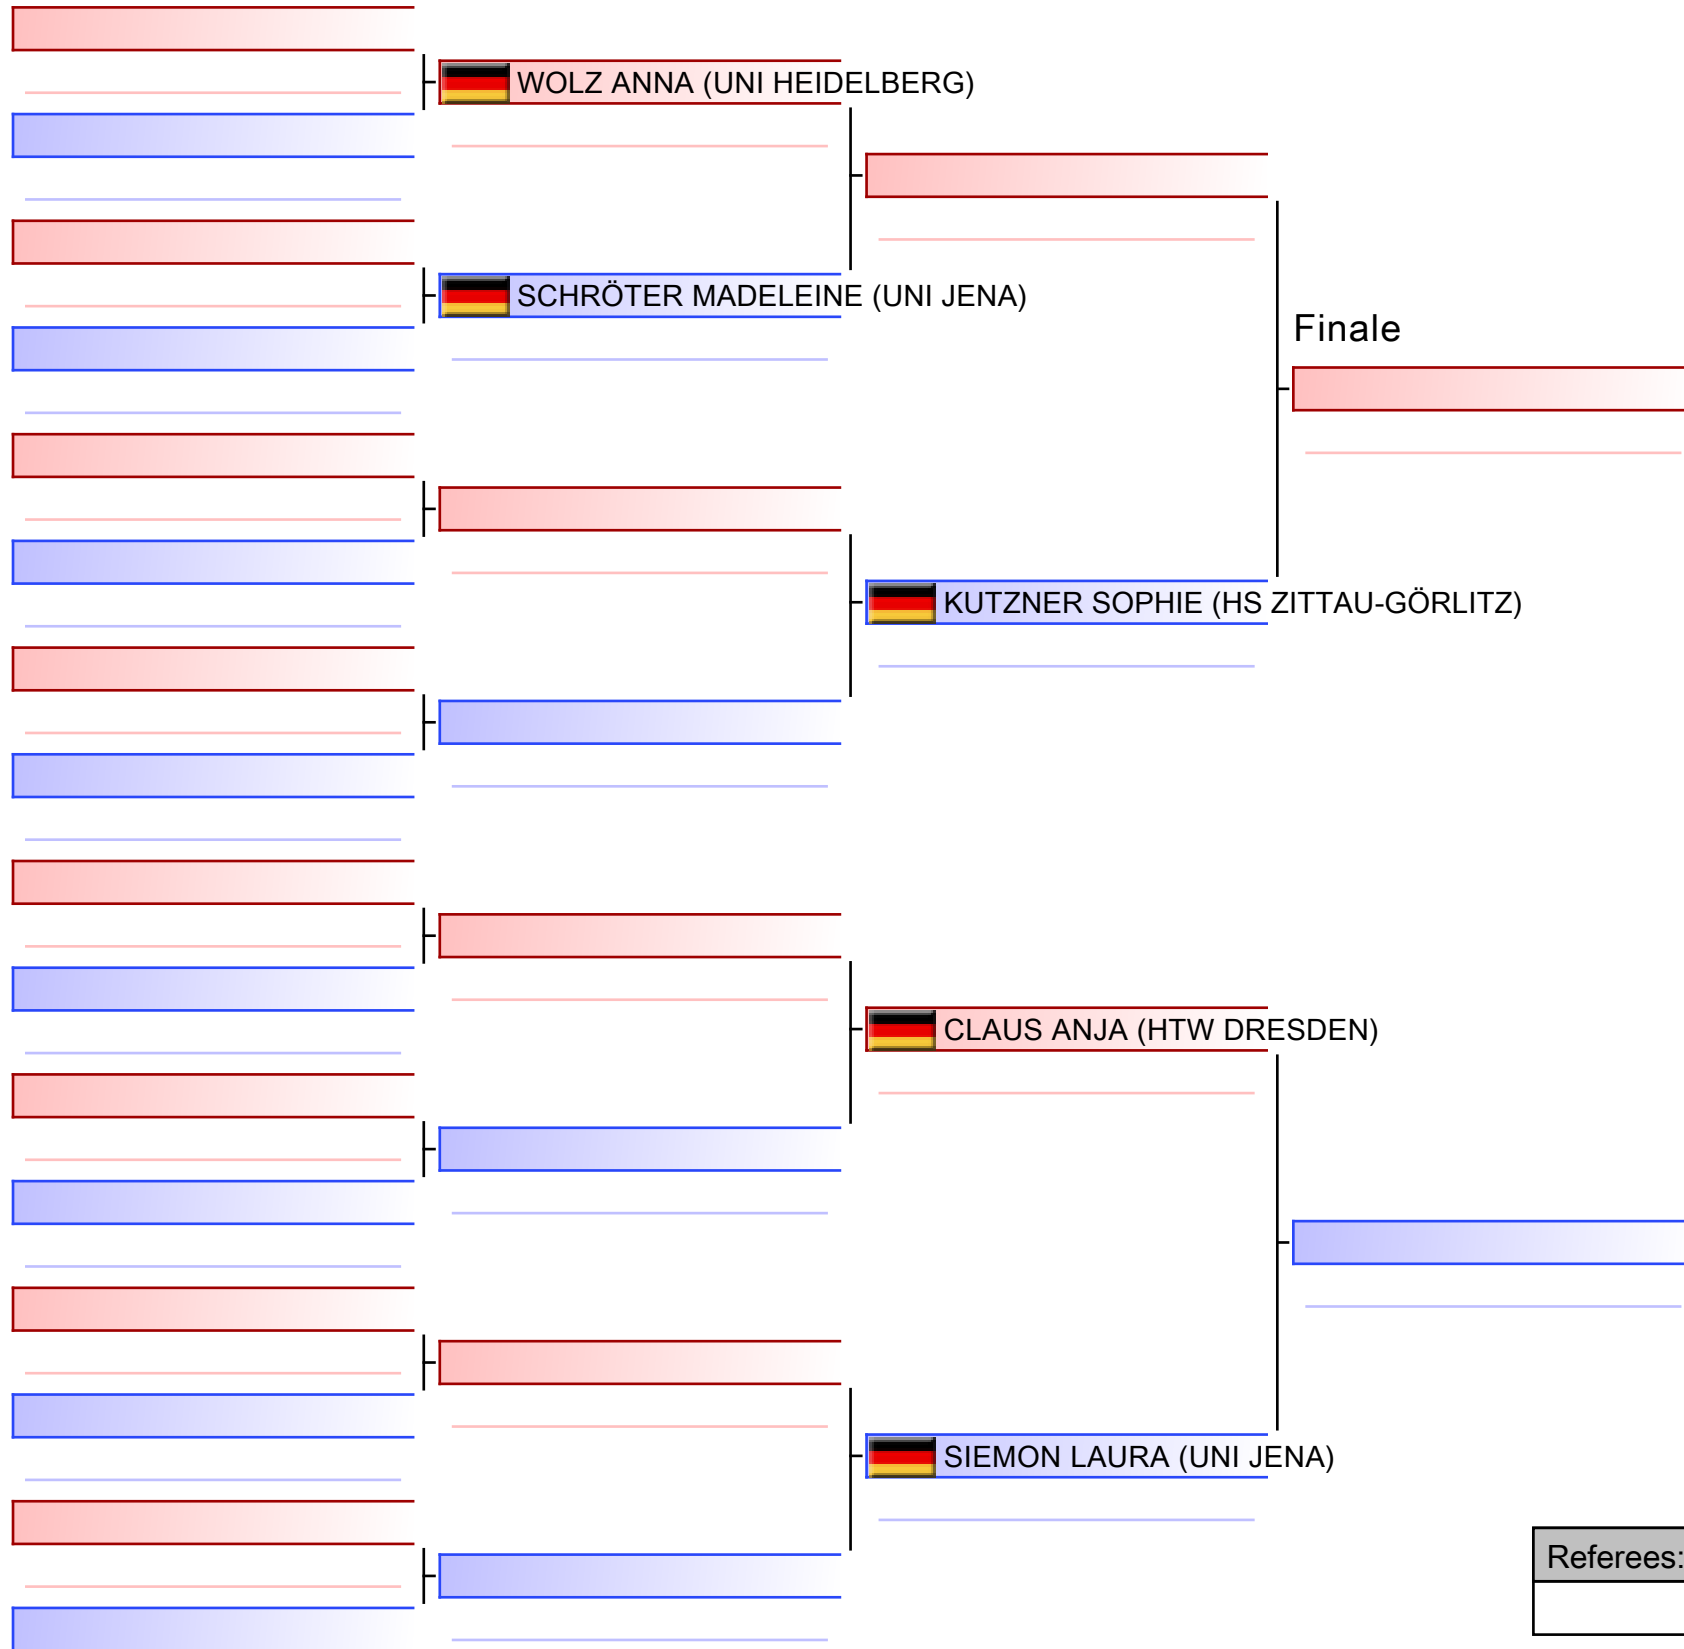 WOLZ ANNA (UNI HEIDELBERG)
SCHRÖTER MADELEINE (UNI JENA)
Finale
KUTZNER SOPHIE (HS ZITTAU-GÖRLITZ)
CLAUS ANJA (HTW DRESDEN)
SIEMON LAURA (UNI JENA)
Referees: